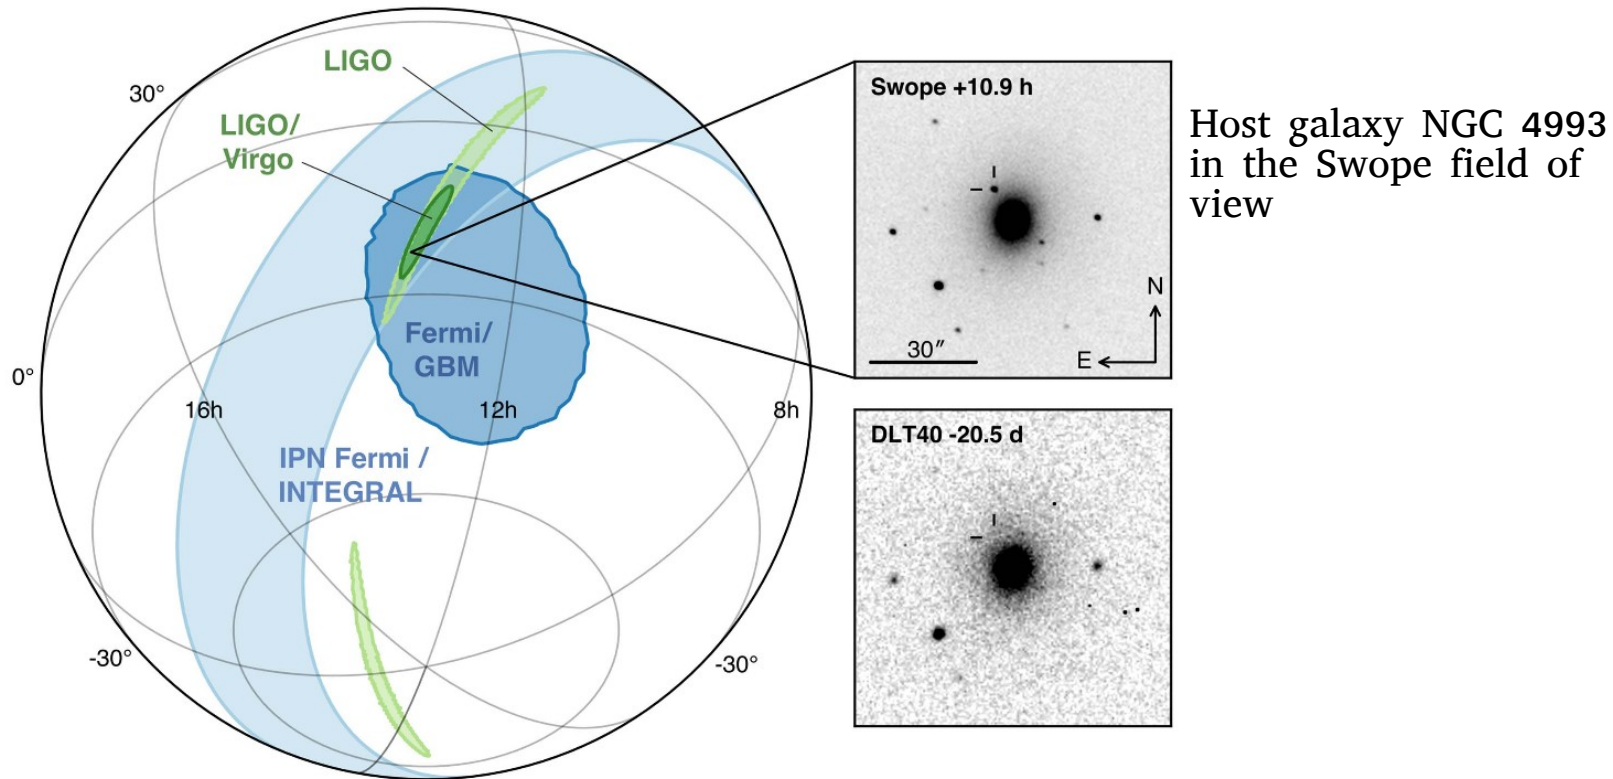 LIGO
30°
LIGO/
Virgo
Fermi/
GBM
0°
16h
12h
8h
IPN Fermi /
INTEGRAL
-30°
-30°
Swope +10.9 h
N
30″
E
DLT40 -20.5 d
Host galaxy NGC 4993
in the Swope field of
view